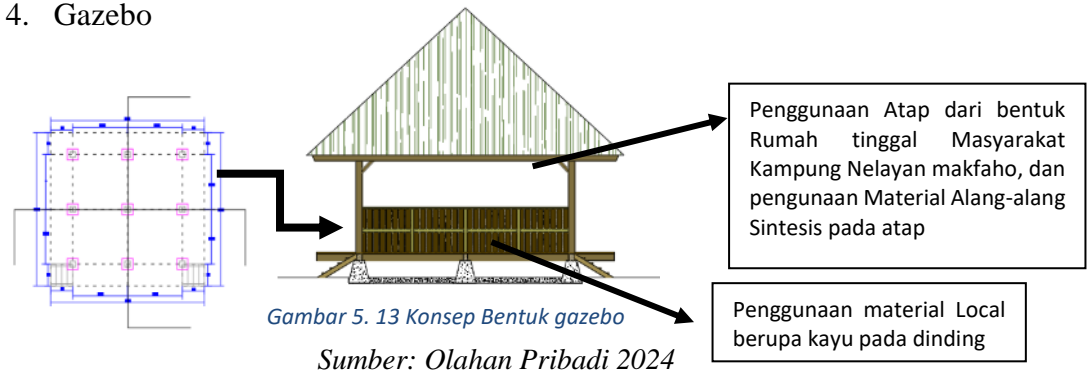 4. Gazebo
Penggunaan Atap dari bentuk
Rumah tinggal Masyarakat
Kampung Nelayan makfaho, dan
pengunaan Material Alang-alang
Sintesis pada atap
Penggunaan material Local
berupa kayu pada dinding
Gambar 5. 13 Konsep Bentuk gazebo
Sumber: Olahan Pribadi 2024